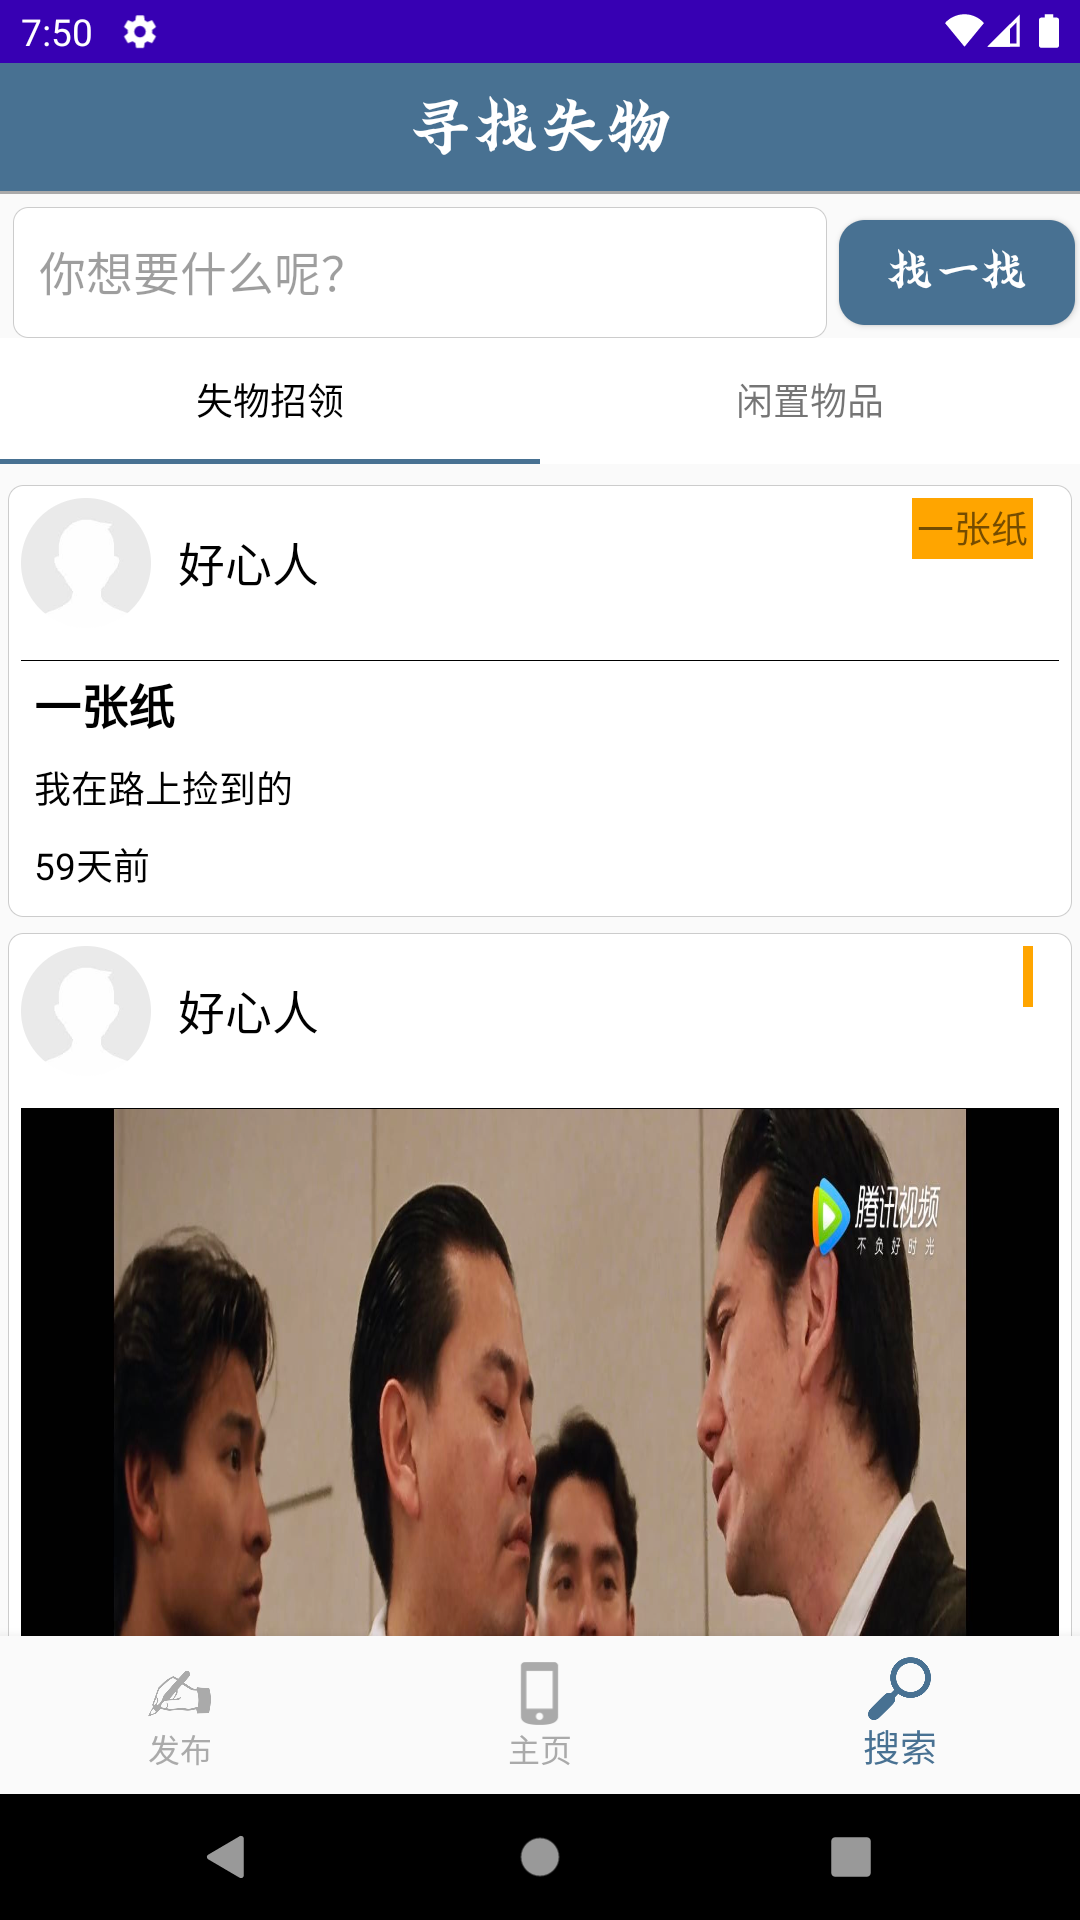 7:50
寻找失物
你想要什么呢?
找一找
失物招领
闲置物品
好心人
一张纸
一张纸
我在路上捡到的
59天前
好心人
腾讯视频
不负好时光
发布
主页
搜索